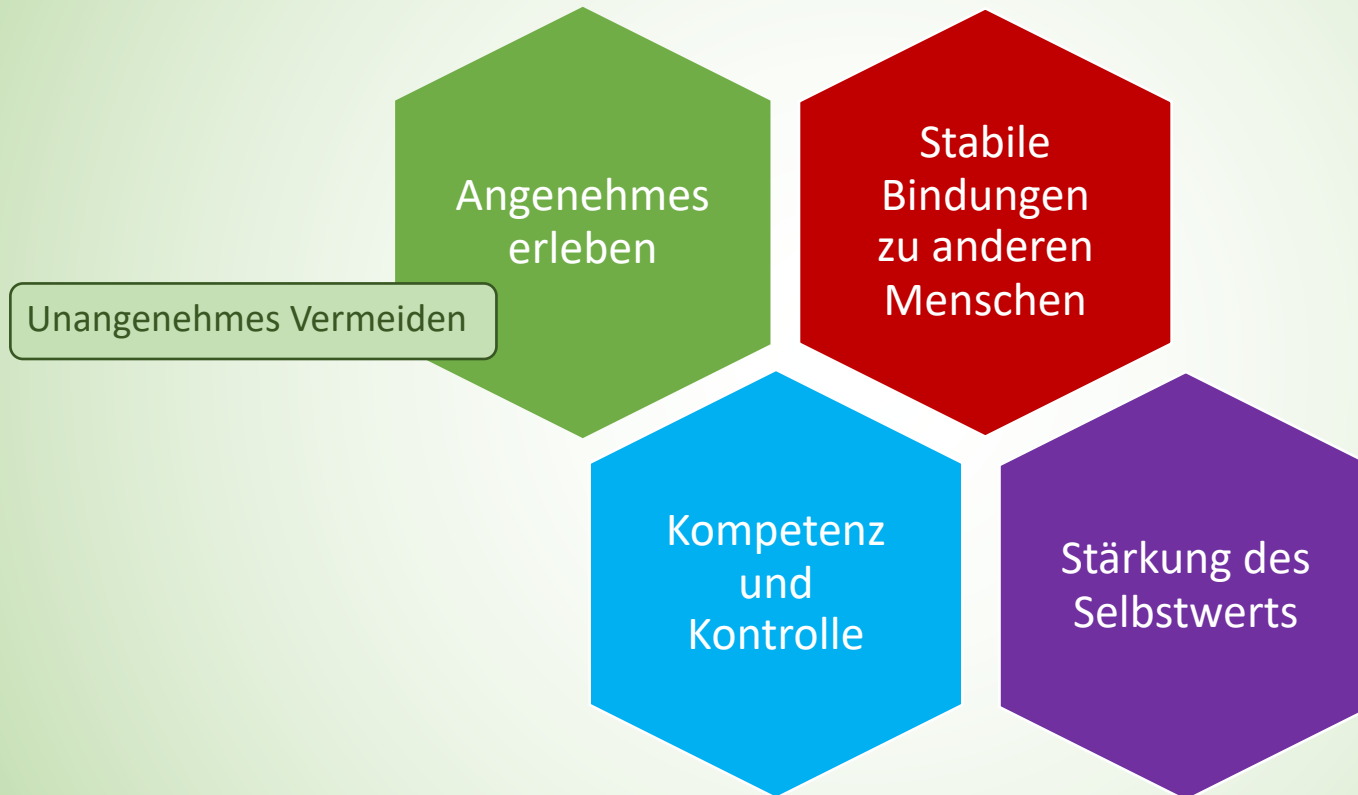 Angenehmes
erleben
Stabile
Bindungen
zu anderen
Menschen
Unangenehmes Vermeiden
Kompetenz
und
Kontrolle
Stärkung des
Selbstwerts